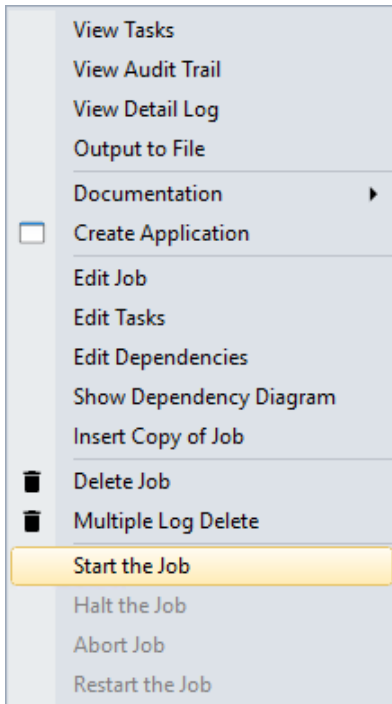 View Tasks
View Audit Trail
View Detail Log
Output to File
Documentation
Create Application
Edit Job
Edit Tasks
Edit Dependencies
Show Dependency Diagram
Insert Copy of Job
Delete Job
Multiple Log Delete
Start the Job
Halt the Job
Abort Job
Restart the Job